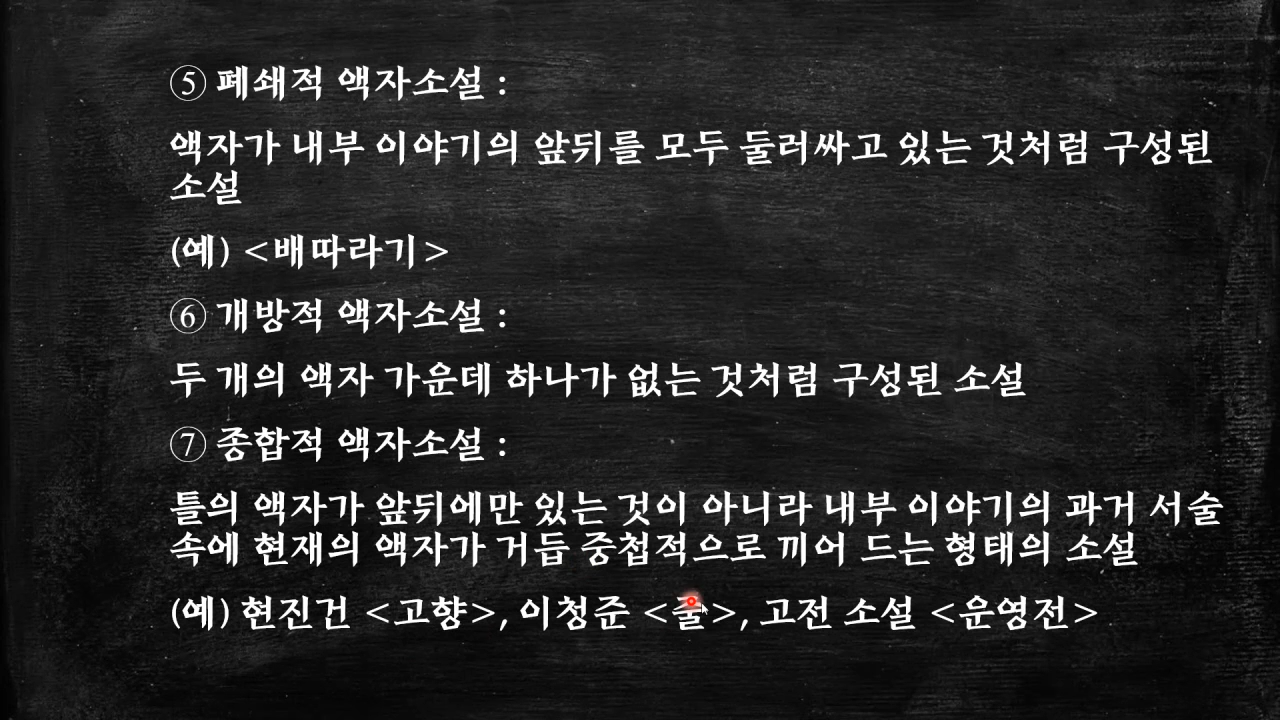 ⑤ 폐쇄적 액자소설 :
액자가 내부 이야기의 앞뒤를 모두 둘러싸고 있는 것처럼 구성된
소설
(예) <배따라기>
⑥ 개방적 액자소설 :
두 개의 액자 가운데 하나가 없는 것처럼 구성된 소설
⑦ 종합적 액자소설 :
틀의 액자가 앞뒤에만 있는 것이 아니라 내부 이야기의 과거 서술
속에 현재의 액자가 거듭 중첩적으로 끼어 드는 형태의 소설
(예) 현진건 <고향>, 이청준 <줄>, 고전 소설 <운영전>